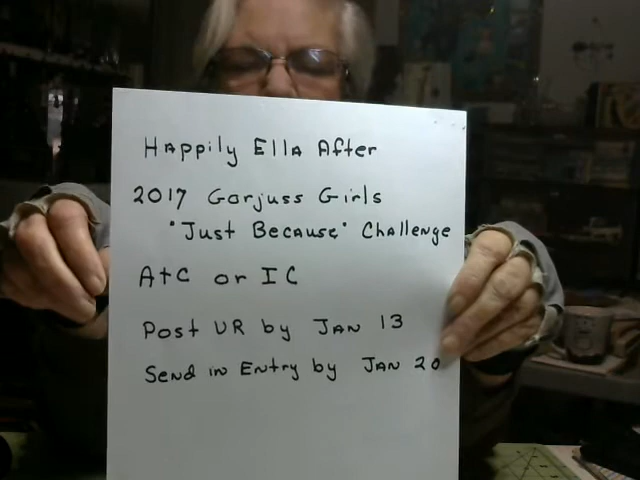 Happily Ella After
2017 Gorjuss Girls
"Just Because" Challenge
AtC or IC
Post VR by Jan 13
Send in Entry by Jan 20